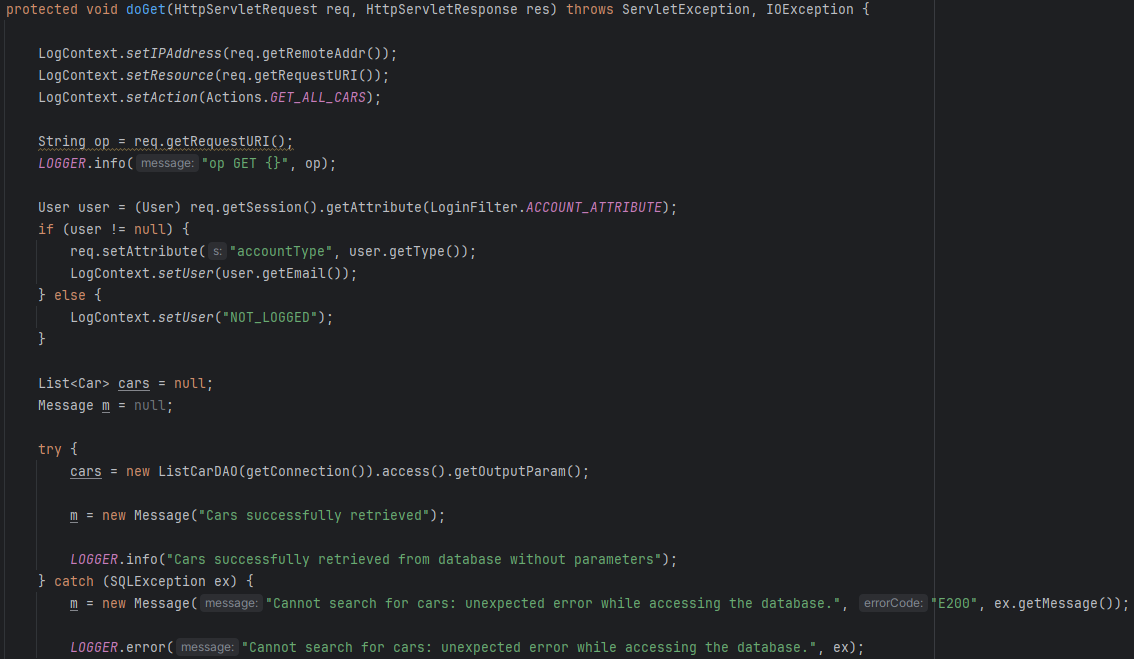 protected void doGet(HttpServletRequest req, HttpServletResponse res) throws ServletException, IOException {
LogContext.setIPAddress(req.getRemoteAddr());
LogContext.setResource(req.getRequestURI());
LogContext.setAction(Actions.GET_ALL_CARS);
String op = req.getRequestURI();
LOGGER.info( message: "op GET {}", op);
User user = (User) req.getSession().getAttribute(LoginFilter.ACCOUNT_ATTRIBUTE);
if (user != null) {
req.setAttribute( s: "accountType", user.getType());
LogContext.setUser(user.getEmail());
} else {
LogContext.setUser("NOT_LOGGED");
}
List<Car> cars = null;
Message m = null;
try {
cars = new ListCarDAO(getConnection()).access().getOutputParam();
m = new Message("Cars successfully retrieved");
LOGGER.info("Cars successfully retrieved from database without parameters");
} catch (SQLException ex) {
m = new Message( message: "Cannot search for cars: unexpected error while accessing the database.", errorCode: "E200", ex.getMessage());
LOGGER.error( message: "Cannot search for cars: unexpected error while accessing the database.", ex);